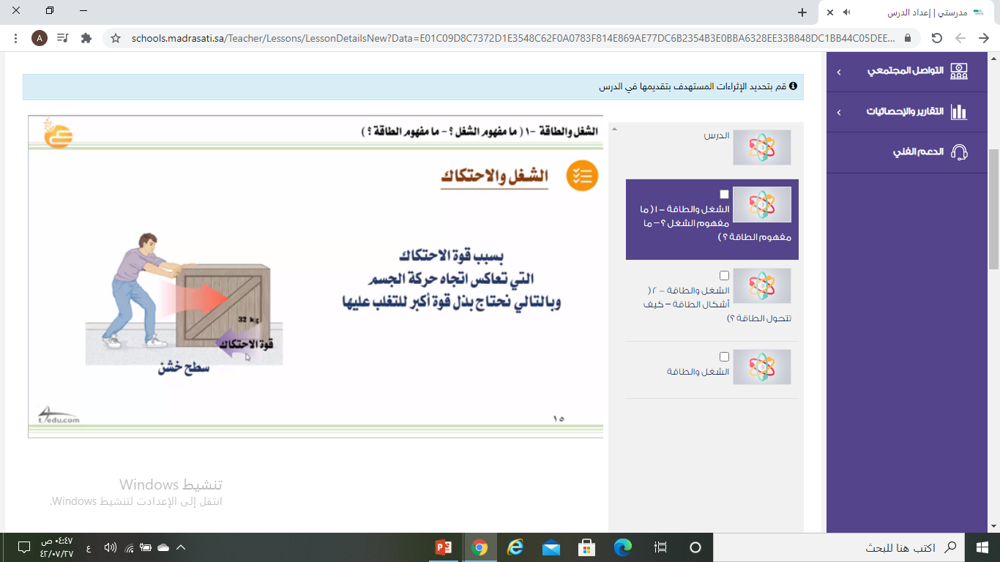 مدرستي | إعداد الدرس
schools.madrasati.sa/Teacher/Lessons/LessonDetailsNew?Data=E01C09D8C7372D1E3548C62F0A0783F814E869AE77DC6B2354B3E0BBA6328EE33B848DC1BB44C05DEE...
A
التواصل المجتمعي
التقارير والإحصائيات
الدعم الفني
قم بتحديد الإثراءات المستهدف بتقديمها في الدرس
الدرس
الشغل والطاقة – ١( ما
مفهوم الشغل ؟ – ما
مفهوم الطاقة ؟ )
الشغل والطاقة – ٢(
أشكال الطاقة – كيف
تتحول الطاقة ؟)
الشغل والطاقة
الشغل والطاقة -١ ( ما مفهوم الشغل ؟ - ما مفهوم الطاقة ؟ )
الشغل والاحتكاك
بسبب قوة الاحتكاك
التي تعاكس اتجاه حركة الجسم
وبالتالي نحتاج بذل قوة أكبر للتغلب عليها
32 kg
قوة الاحتكاك
سطح خشن
t4edu.com
١٥
تنشيط Windows
انتقل إلى الإعدادت لتنشيط Windows.
اكتب هنا للبحث
ع
٠٤:٤٧ ص
٤٢/٠٧/٢٧